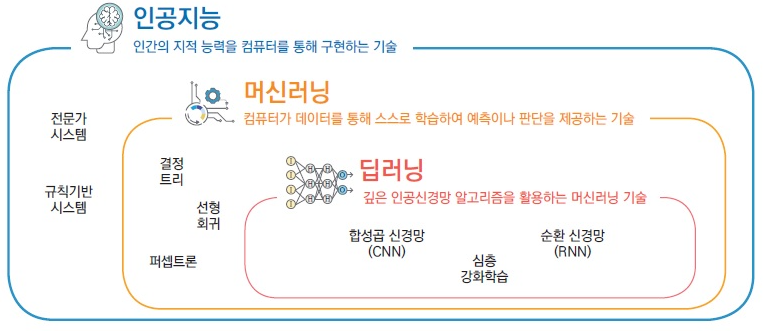 인공지능
인간의 지적 능력을 컴퓨터를 통해 구현하는 기술
머신러닝
컴퓨터가 데이터를 통해 스스로 학습하여 예측이나 판단을 제공하는 기술
전문가
시스템
결정
트리
딥러닝
깊은 인공신경망 알고리즘을 활용하는 머신러닝 기술
규칙기반
시스템
선형
회귀
퍼셉트론
합성곱 신경망
(CNN)
심층
강화학습
순환 신경망
(RNN)
I
I
I
I
H
H
H
H
H
H
O
O